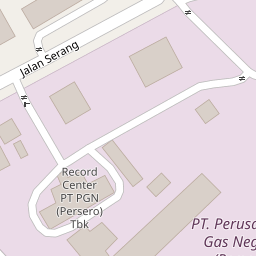 Jalan Serang
Record
Center
PT PGN
(Persero)
Tbk
PT. Perusa
Gas Neg